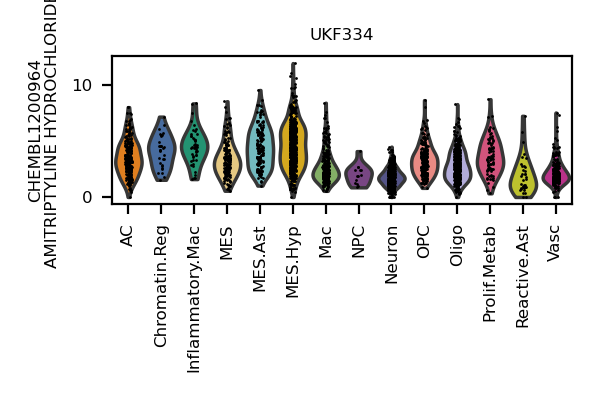 UKF334
CHEMBL1200964
AMITRIPTYLINE HYDROCHLORIDE
10
0
AC
Chromatin.Reg
Inflammatory.Mac
MES
MES.Ast
MES.Hyp
Mac
NPC
Neuron
OPC
Oligo
Prolif.Metab
Reactive.Ast
Vasc